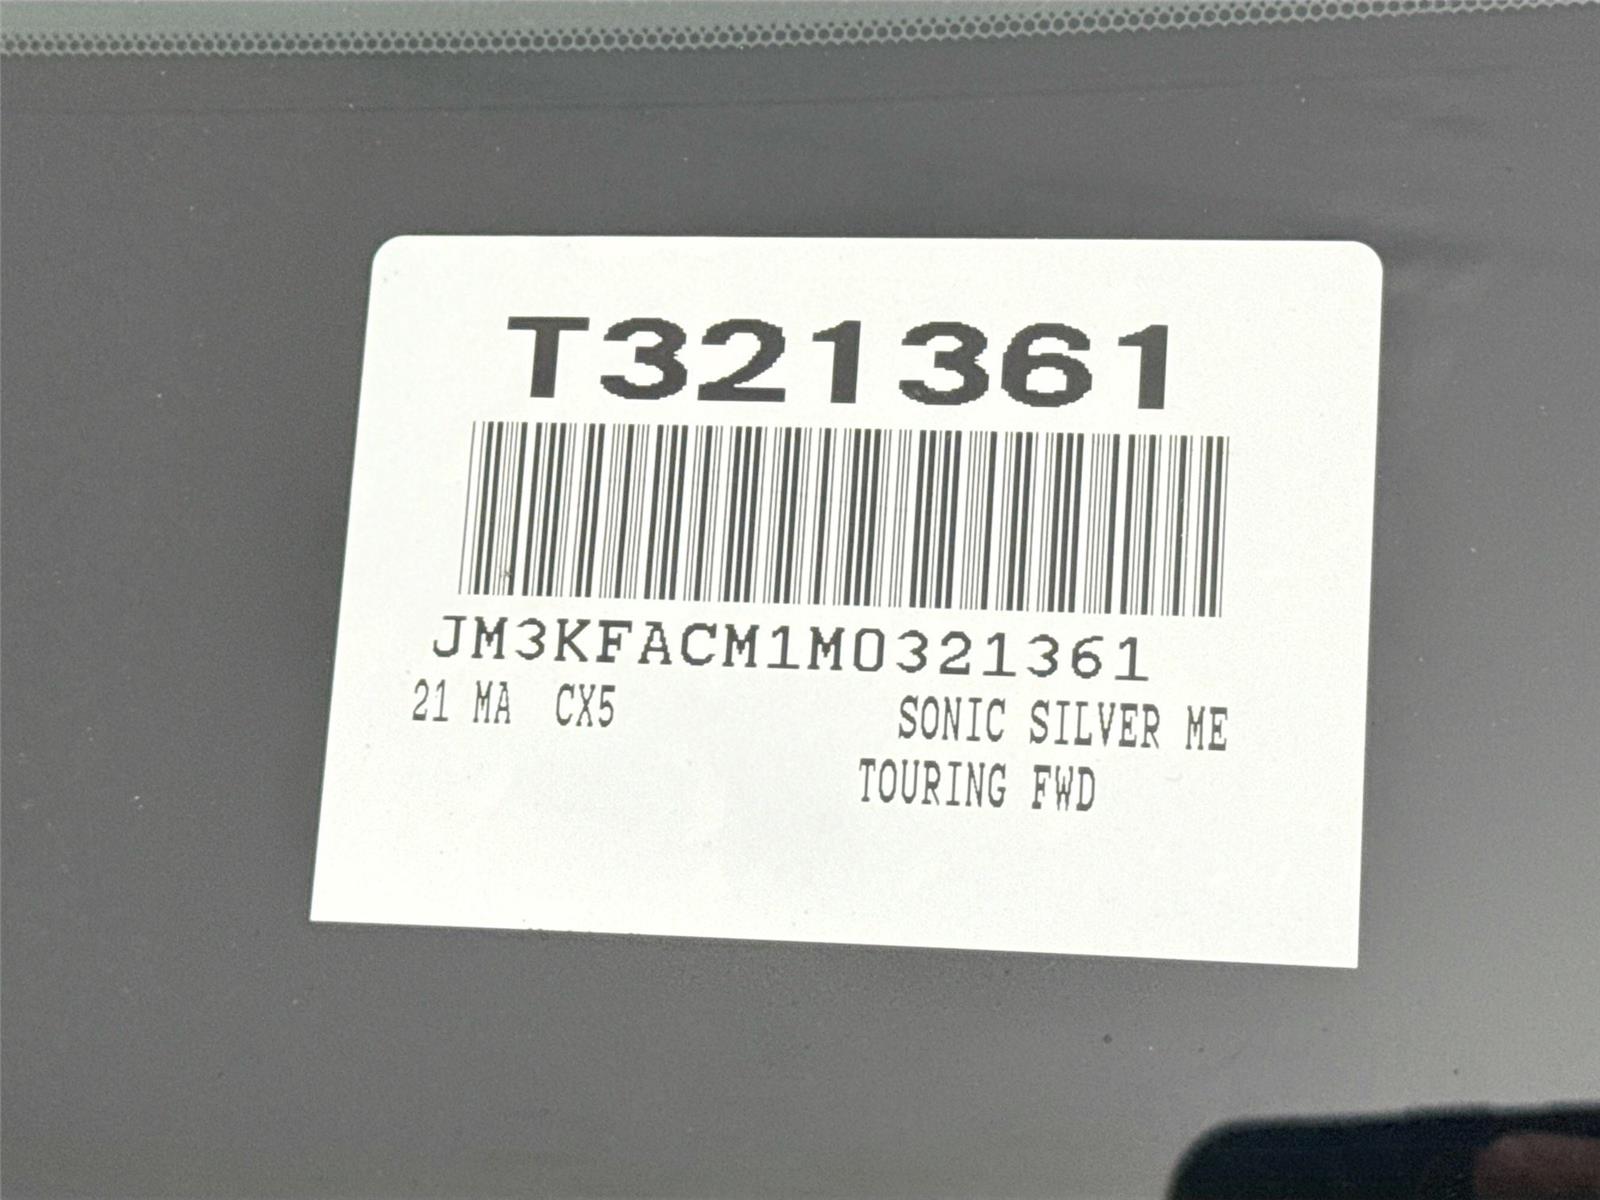 T321361
JM3KFACM1M0321361
21 MA CX5 SONIC SILVER ME
TOURING FWD